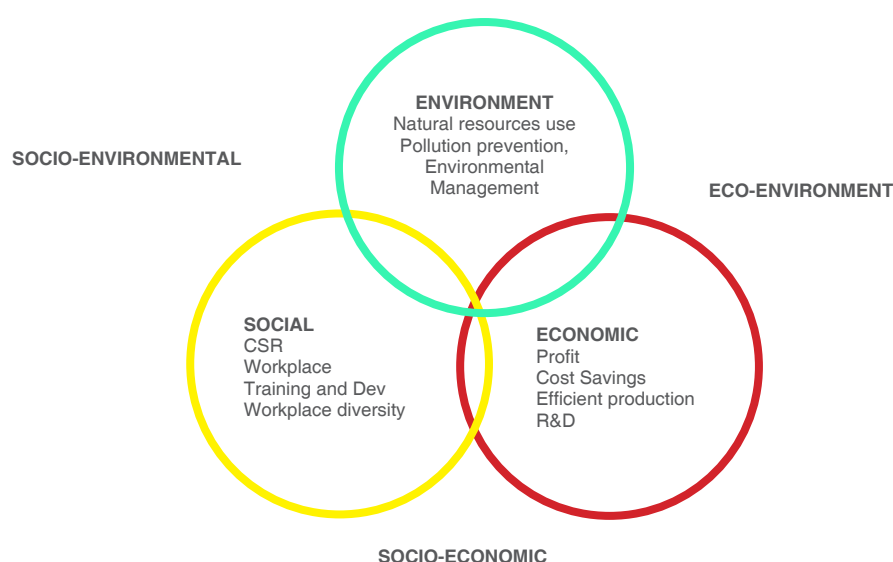 ENVIRONMENT
Natural resources use
Pollution prevention,
Environmental
Management
SOCIO-ENVIRONMENTAL
ECO-ENVIRONMENT
SOCIAL
CSR
Workplace
Training and Dev
Workplace diversity
ECONOMIC
Profit
Cost Savings
Efficient production
R&D
SOCIO-ECONOMIC